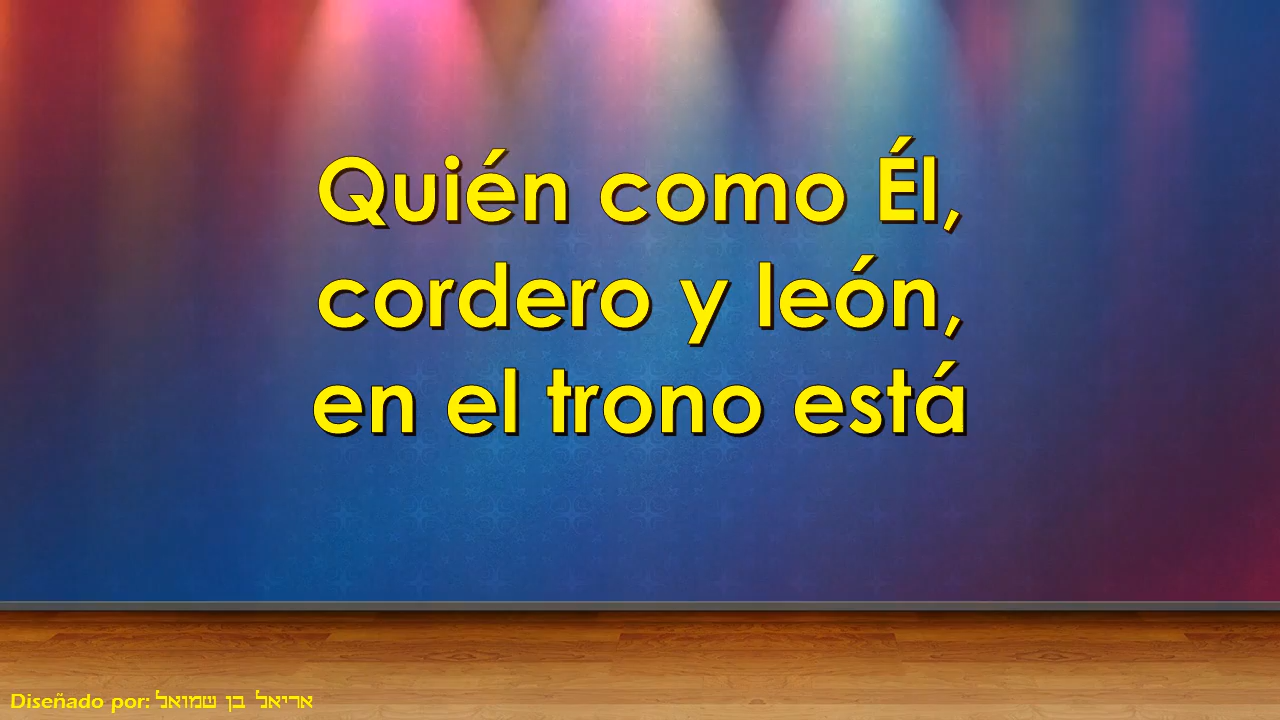 Quién como Él,
cordero y león,
en el trono está
Diseñado por: אריאל בן שמואל